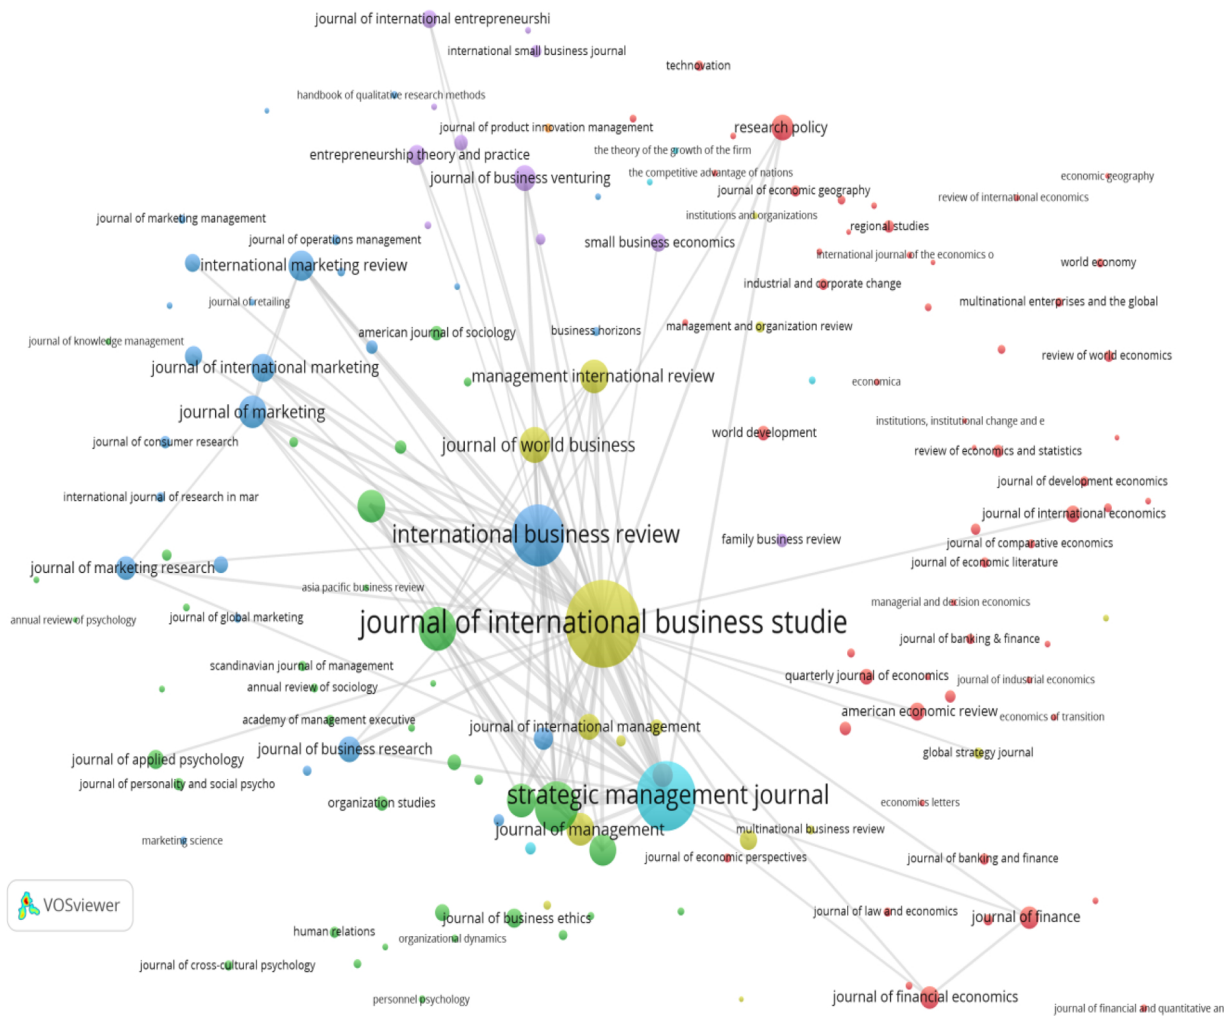 journal of international entrepreneurshi
international small business journal
technovation
handbook of qualitative research methods
journal of product innovation management
research policy
entrepreneurship theory and practice
the theory of the growth of the firm
the competitive advantage of nations
journal of business venturing
economic geography
journal of economic geography
review of international economics
journal of marketing management
institutions and organizations
regional studies
journal of operations management
small business economics
international journal of the economics o
international marketing review
world economy
industrial and corporate change
journal of retailing
multinational enterprises and the global
american journal of sociology
business horizons
management and organization review
journal of knowledge management
review of world economics
journal of international marketing
management international review
economica
journal of marketing
institutions, institutional change and e
journal of consumer research
journal of world business
world development
review of economics and statistics
journal of development economics
international journal of research in mar
journal of international economics
international business review
family business review
journal of comparative economics
journal of economic literature
journal of marketing research
asia pacific business review
managerial and decision economics
annual review of psychology
journal of global marketing
journal of international business studie
journal of banking & finance
scandinavian journal of management
quarterly journal of economics
journal of industrial economics
annual review of sociology
american economic review
economics of transition
academy of management executive
journal of international management
journal of business research
global strategy journal
journal of applied psychology
journal of personality and social psycho
organization studies
strategic management journal
economics letters
marketing science
journal of management
multinational business review
journal of economic perspectives
journal of banking and finance
VOSviewer
journal of business ethics
journal of law and economics
journal of finance
human relations
organizational dynamics
journal of cross-cultural psychology
personnel psychology
journal of financial economics
journal of financial and quantitative an